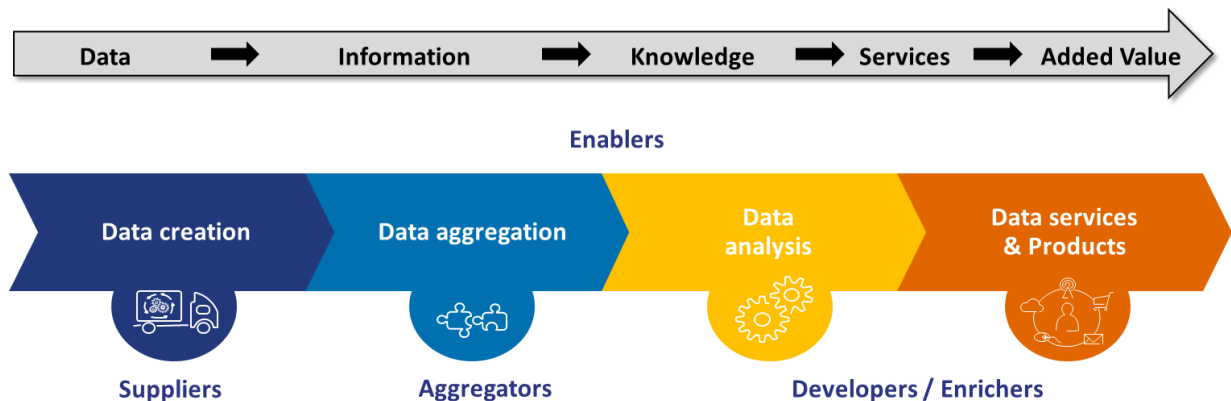 Data Information Knowledge Services Added Value
Enablers
Data creation
Data aggregation
Data
analysis
Data services
& Products
Suppliers
Aggregators
Developers / Enrichers